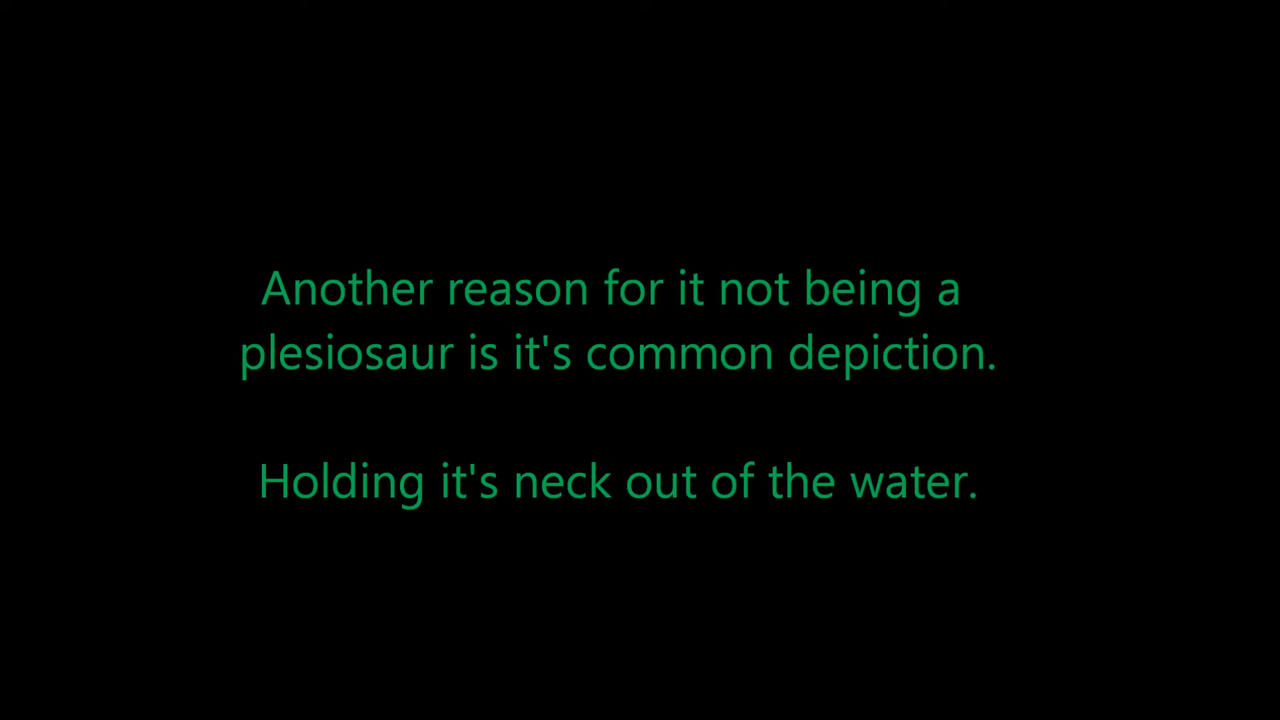 Another reason for it not being a
plesiosaur is it's common depiction.
Holding it's neck out of the water.